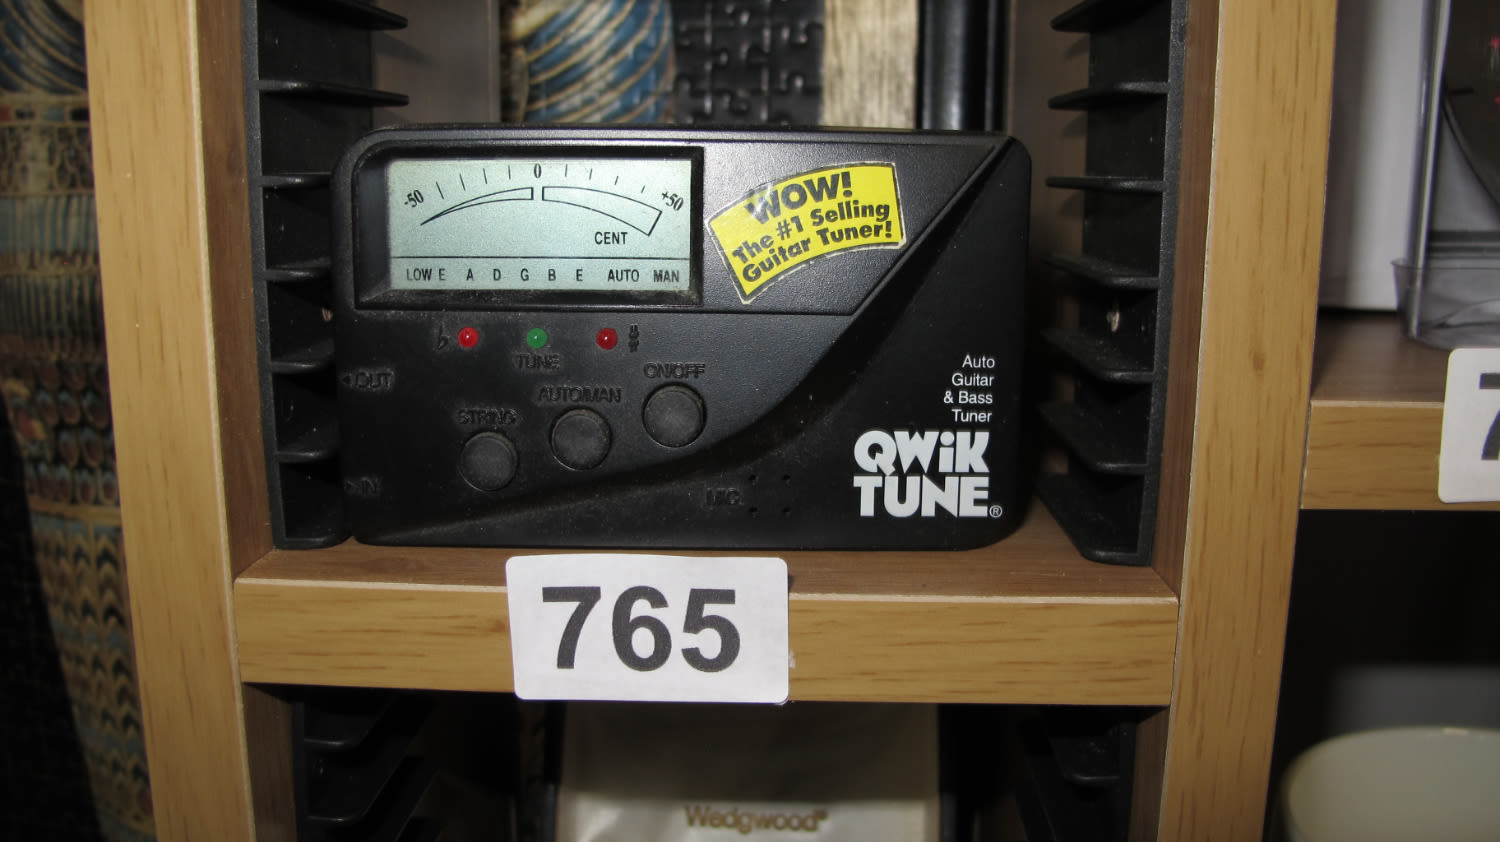 -50 0 +50
CENT
LOW E A D G B E AUTO MAN
WOW!
The #1 Selling
Guitar Tuner!
♭ ♯
TUNE
OUT
ON/OFF
AUTO/MAN
STRING
IN
MIC
Auto
Guitar
& Bass
Tuner
QWiK
TUNE®
765
7
Wedgwood®